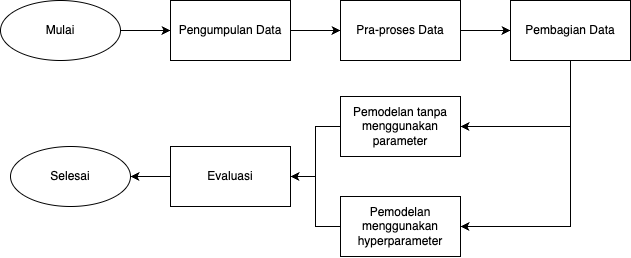 Mulai
Pengumpulan Data
Pra-proses Data
Pembagian Data
Pemodelan tanpa
menggunakan
parameter
Selesai
Evaluasi
Pemodelan
menggunakan
hyperparameter